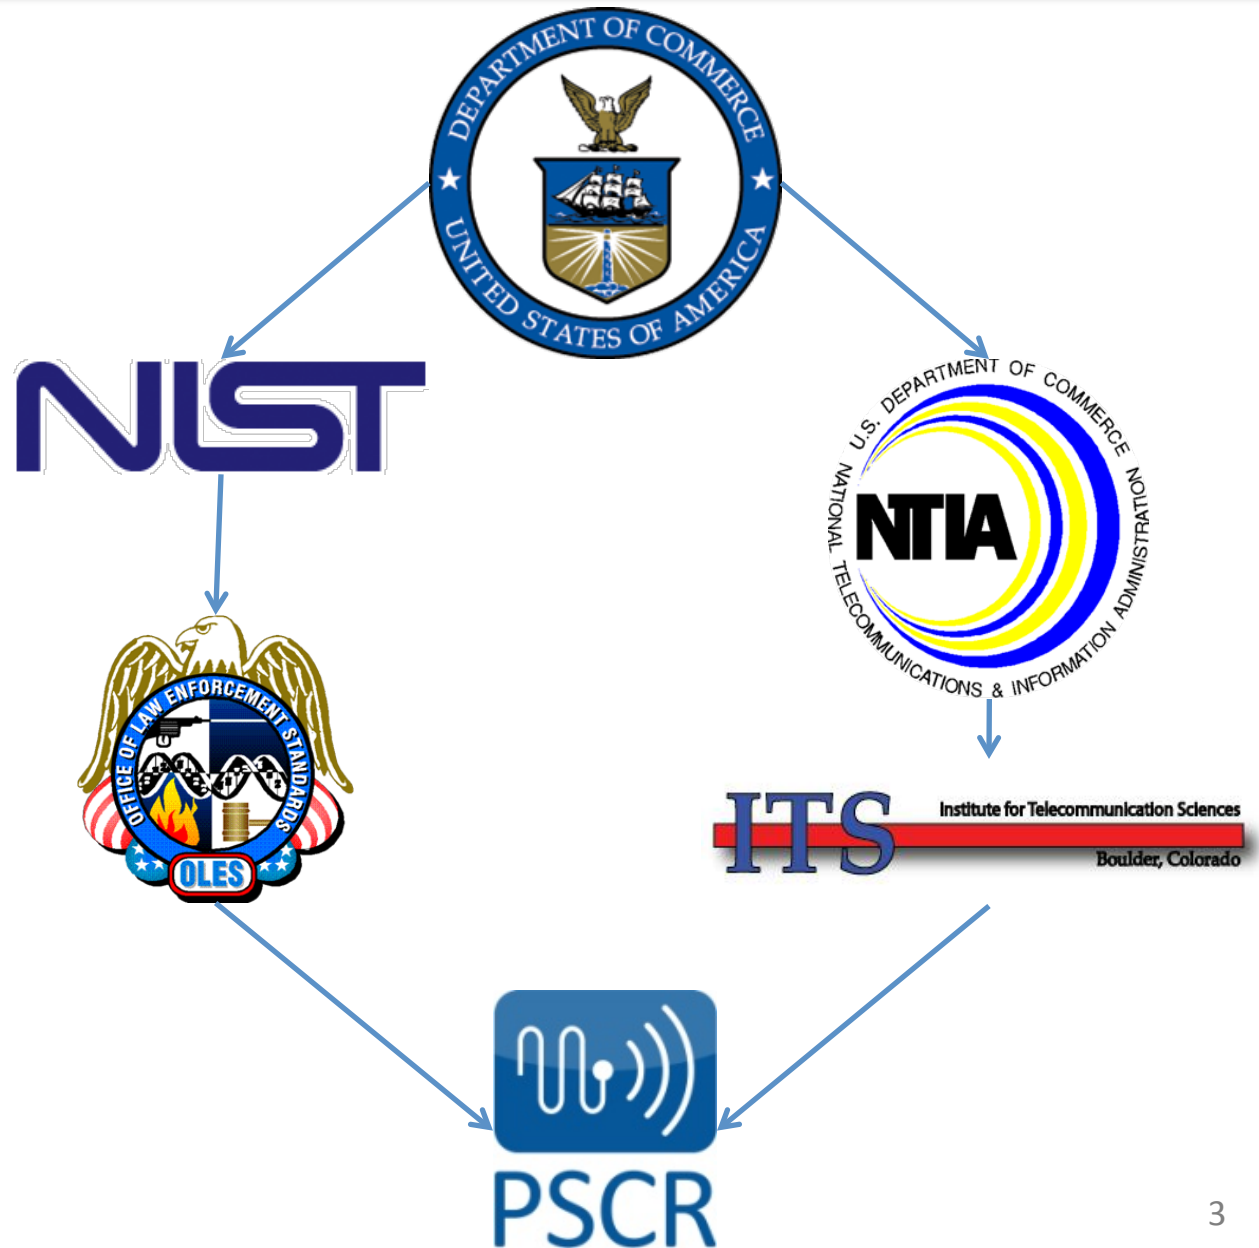 DEPARTMENT OF COMMERCE
UNITED STATES OF AMERICA
NIST
U.S. DEPARTMENT OF COMMERCE
NATIONAL TELECOMMUNICATIONS & INFORMATION ADMINISTRATION
NTIA
OFFICE OF LAW ENFORCEMENT STANDARDS
OLES
ITS
Institute for Telecommunication Sciences
Boulder, Colorado
PSCR
3